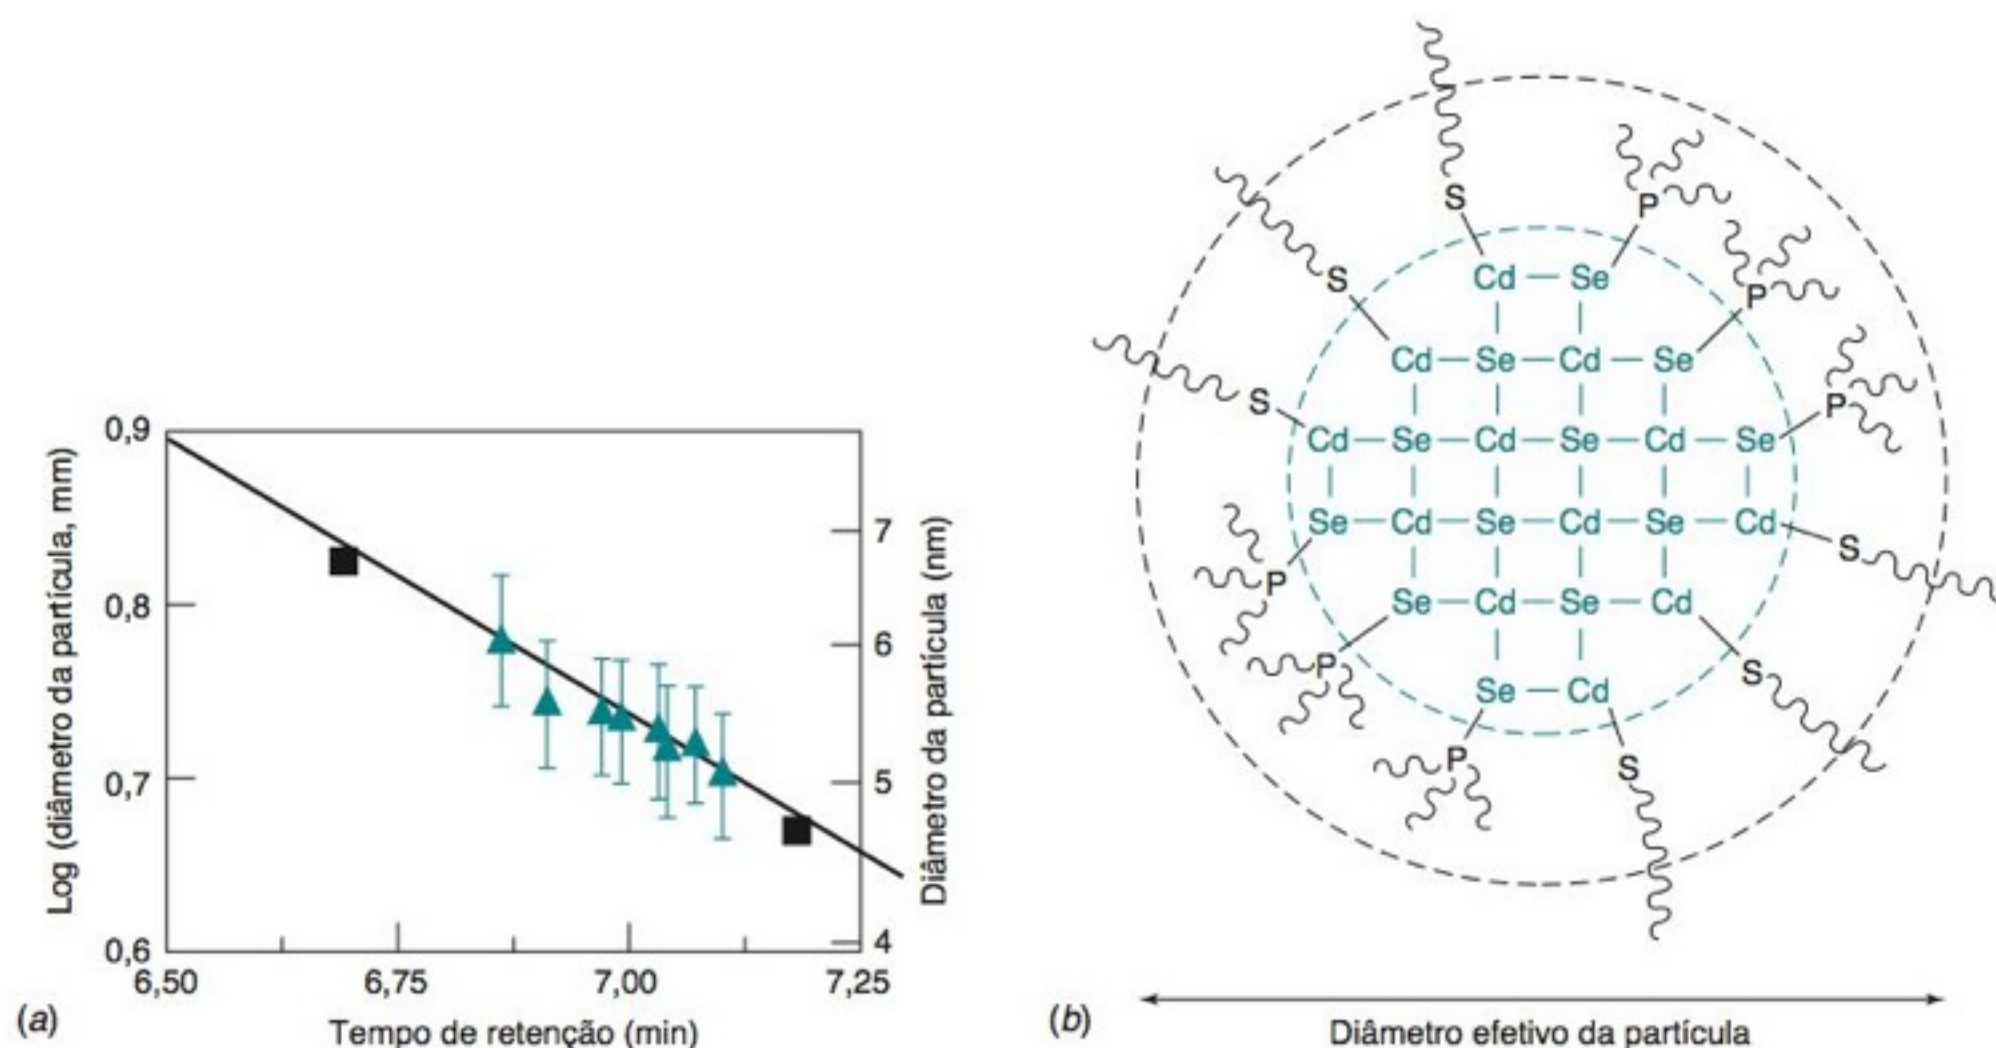 0,9
0,8
0,7
0,6
Log (diâmetro da partícula, mm)
7
6
5
4
Diâmetro da partícula (nm)
6,50 6,75 7,00 7,25
Tempo de retenção (min)
(a)
S P
S Cd Se P
Cd Se Cd Se
S P
Cd Se Cd Se Cd Se
Se Cd Se Cd Se Cd S
P Se Cd Se Cd
P Se Cd S
P S
(b)
Diâmetro efetivo da partícula